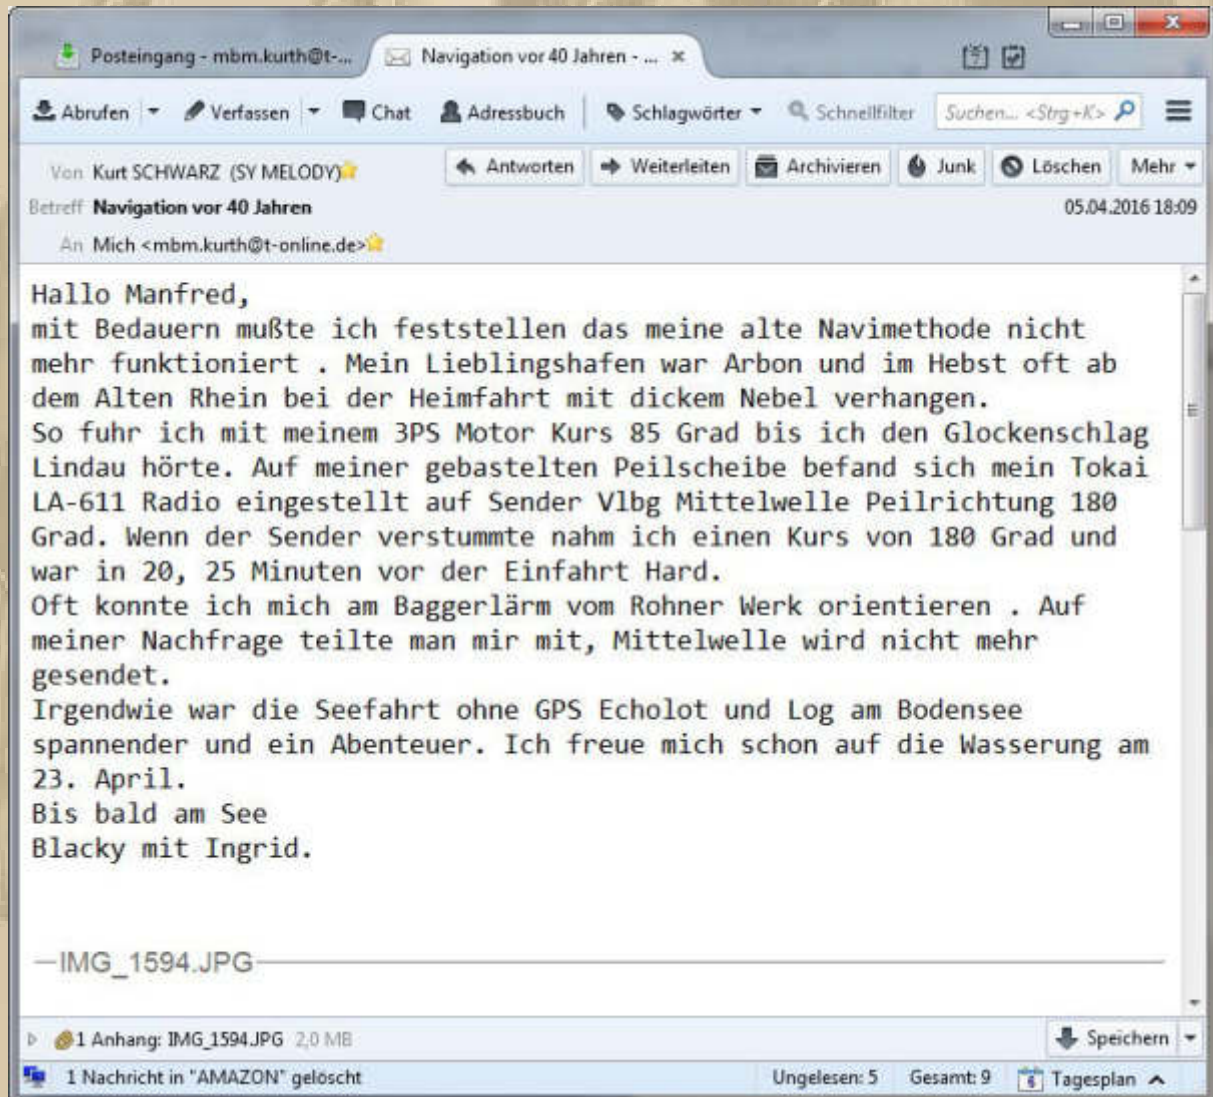 Posteingang - mbm.kurth@t-...
Navigation vor 40 Jahren - ...
Abrufen Verfassen Chat Adressbuch Schlagwörter Schnellfilter Suchen... <Strg+K>
Von Kurt SCHWARZ (SY MELODY) Antworten Weiterleiten Archivieren Junk Löschen Mehr
Betreff Navigation vor 40 Jahren 05.04.2016 18:09
An Mich <mbm.kurth@t-online.de>
Hallo Manfred,
mit Bedauern mußte ich feststellen das meine alte Navimethode nicht
mehr funktioniert . Mein Lieblingshafen war Arbon und im Hebst oft ab
dem Alten Rhein bei der Heimfahrt mit dickem Nebel verhangen.
So fuhr ich mit meinem 3PS Motor Kurs 85 Grad bis ich den Glockenschlag
Lindau hörte. Auf meiner gebastelten Peilscheibe befand sich mein Tokai
LA-611 Radio eingestellt auf Sender Vlbg Mittelwelle Peilrichtung 180
Grad. Wenn der Sender verstummte nahm ich einen Kurs von 180 Grad und
war in 20, 25 Minuten vor der Einfahrt Hard.
Oft konnte ich mich am Baggerlärm vom Rohner Werk orientieren . Auf
meiner Nachfrage teilte man mir mit, Mittelwelle wird nicht mehr
gesendet.
Irgendwie war die Seefahrt ohne GPS Echolot und Log am Bodensee
spannender und ein Abenteuer. Ich freue mich schon auf die Wasserung am
23. April.
Bis bald am See
Blacky mit Ingrid.
IMG_1594.JPG
1 Anhang: IMG_1594.JPG 2,0 MB Speichern
1 Nachricht in "AMAZON" gelöscht Ungelesen: 5 Gesamt: 9 6 Tagesplan